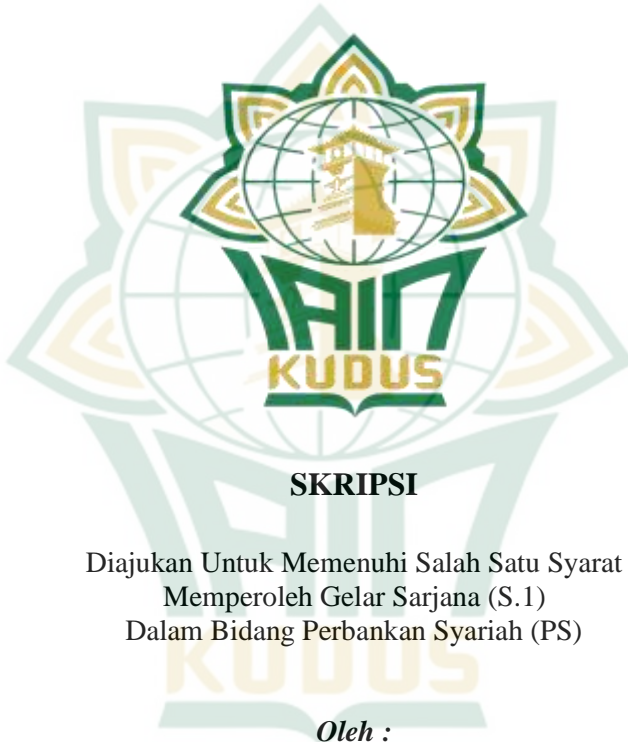 IAIN
KUDUS
SKRIPSI
Diajukan Untuk Memenuhi Salah Satu Syarat
Memperoleh Gelar Sarjana (S.1)
Dalam Bidang Perbankan Syariah (PS)
Oleh :